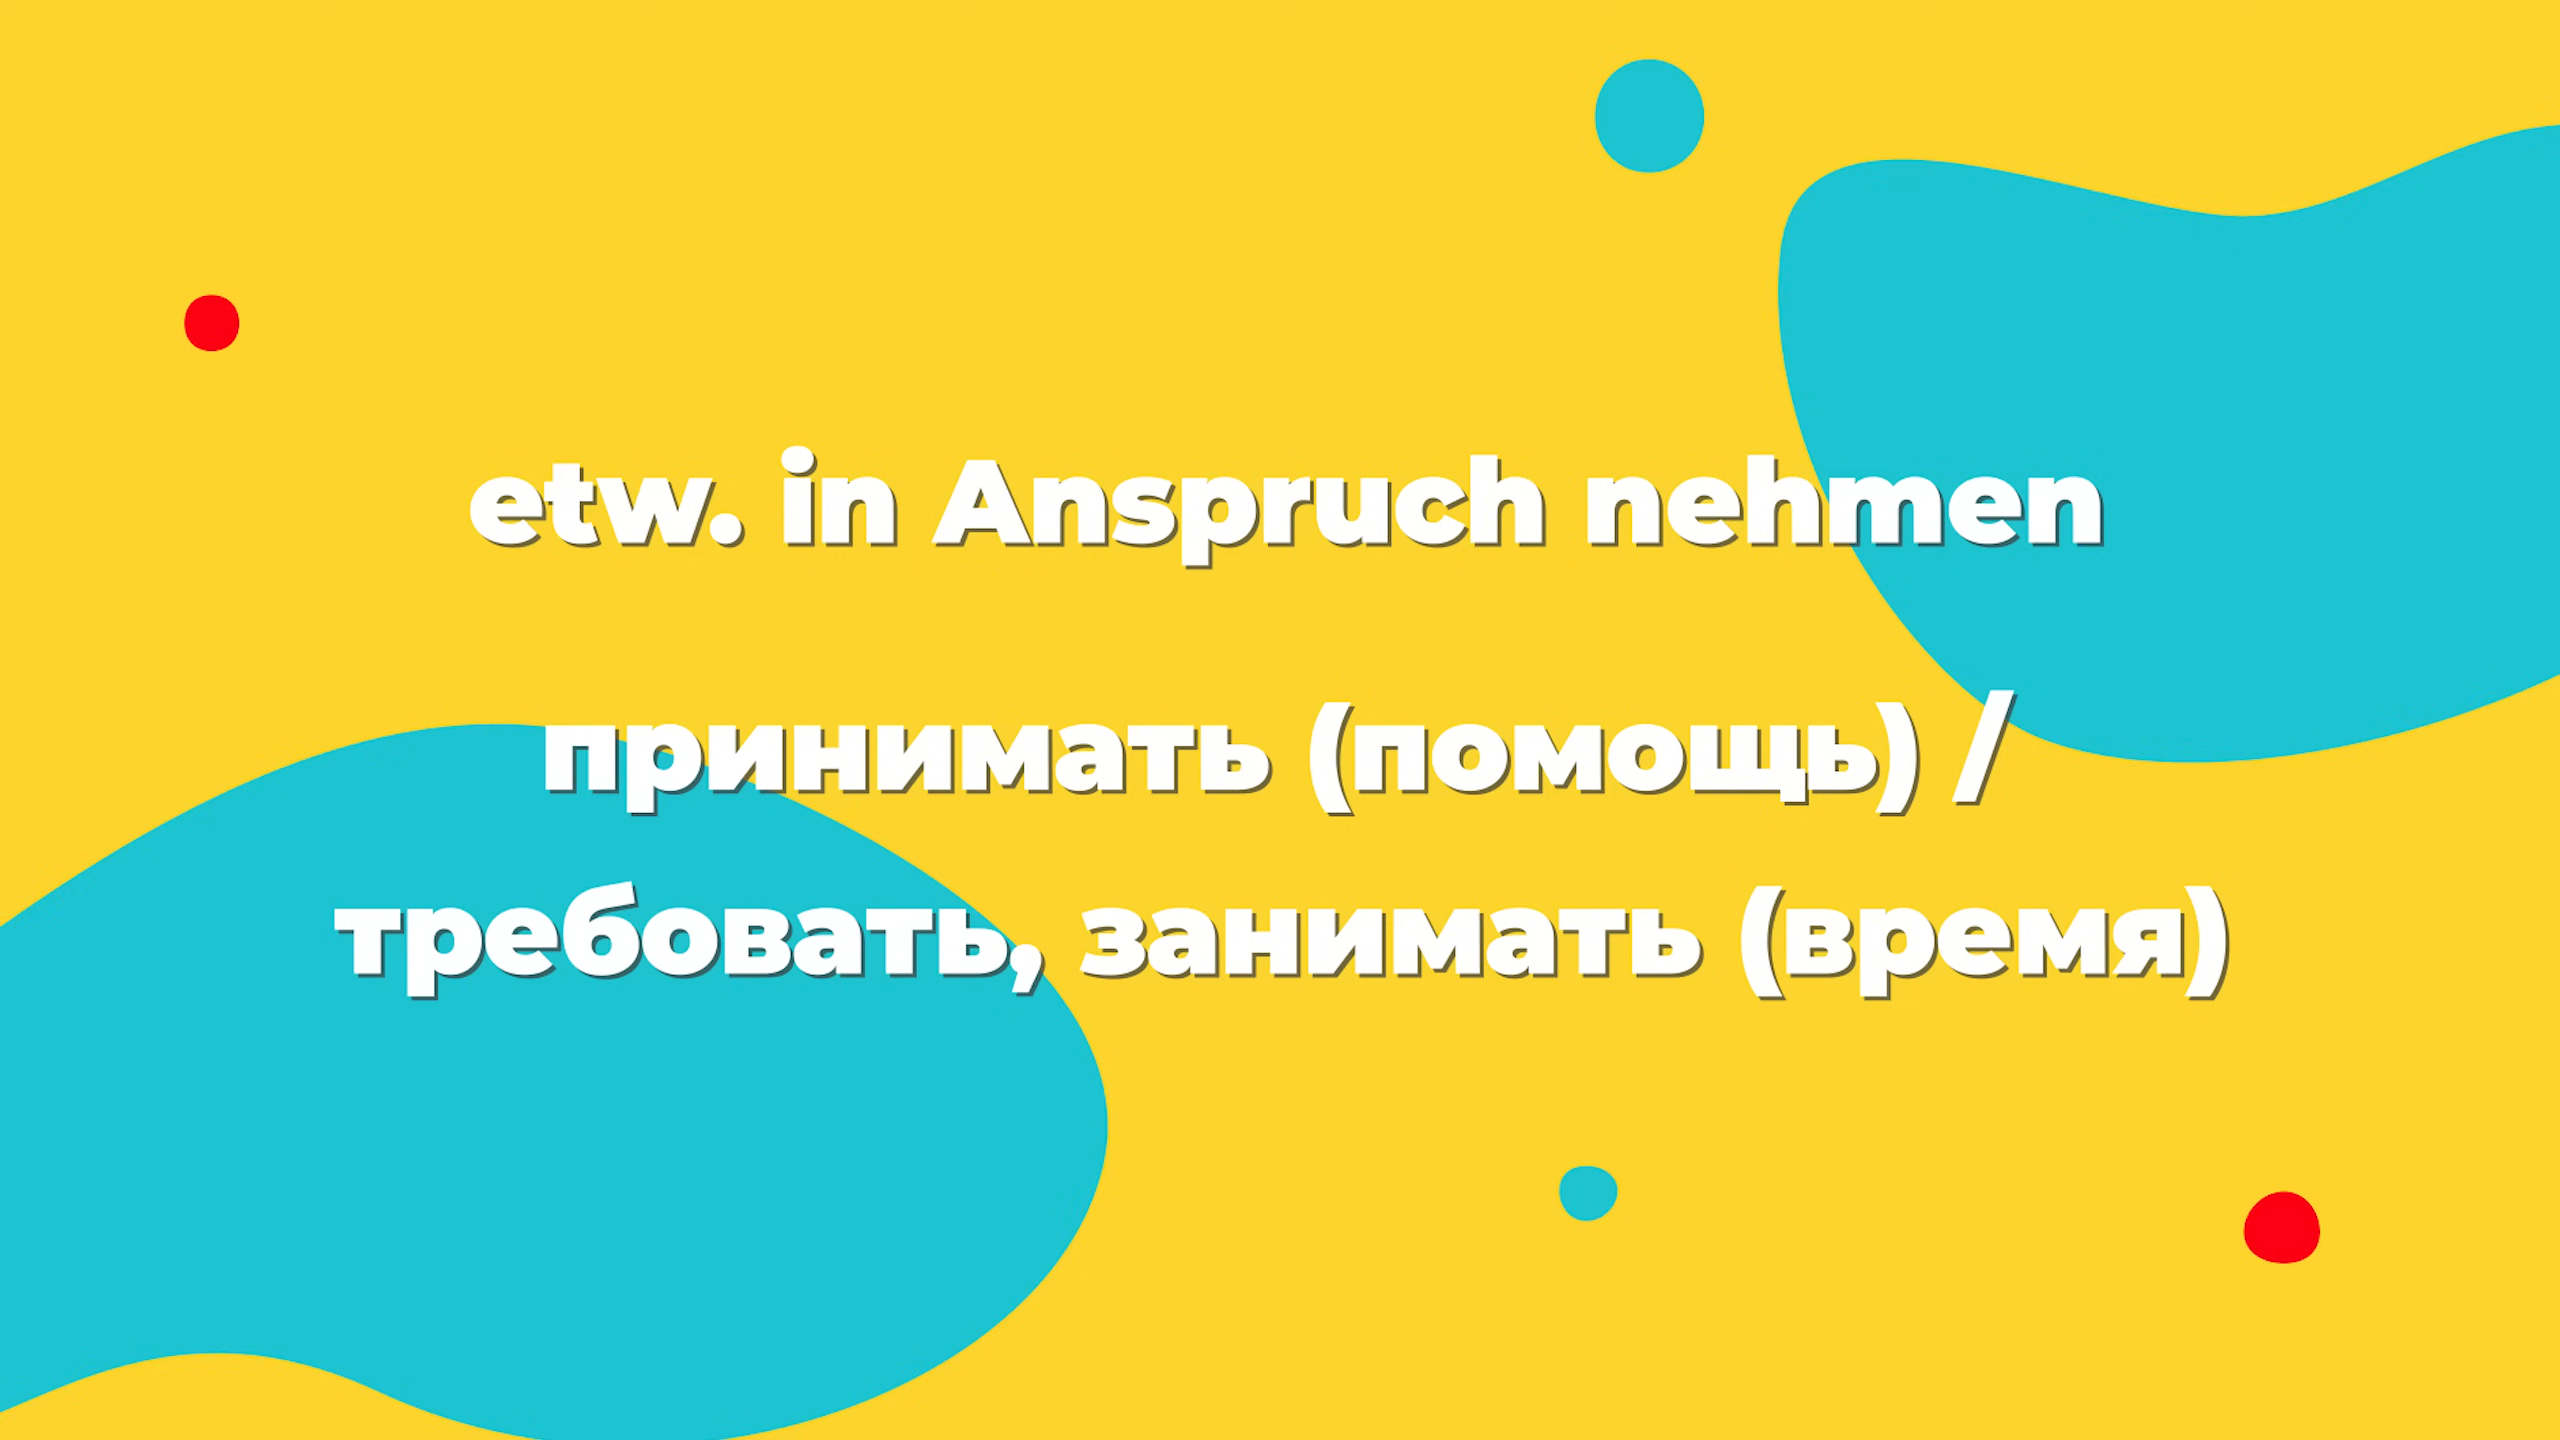 etw. in Anspruch nehmen
принимать (помощь) /
требовать, занимать (время)